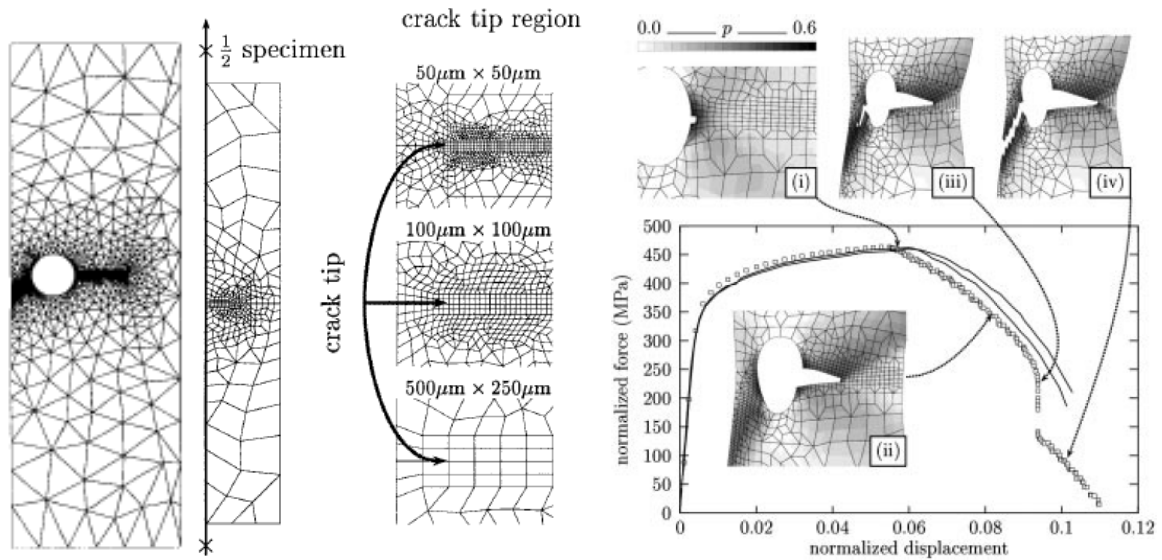 crack tip region
½ specimen
50μm × 50μm
100μm × 100μm
500μm × 250μm
crack tip
0.0 p 0.6
(i)
(iii)
(iv)
(ii)
normalized force (MPa)
500
450
400
350
300
250
200
150
100
50
0
0 0.02 0.04 0.06 0.08 0.1 0.12
normalized displacement